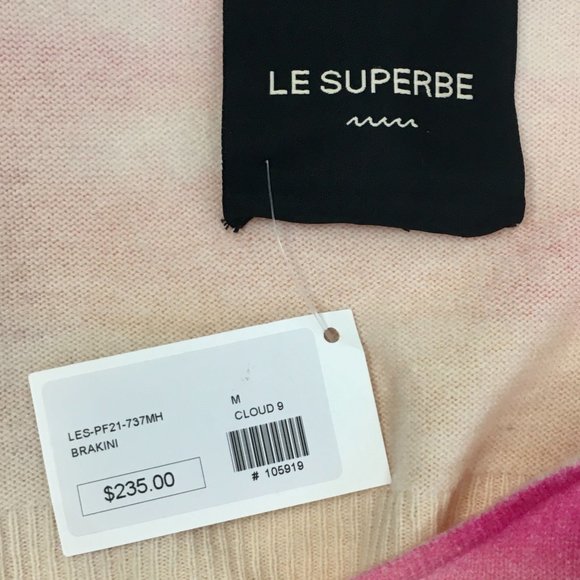 LE SUPERBE
M
CLOUD 9
LES-PF21-737MH
BRAKINI
# 105919
$235.00